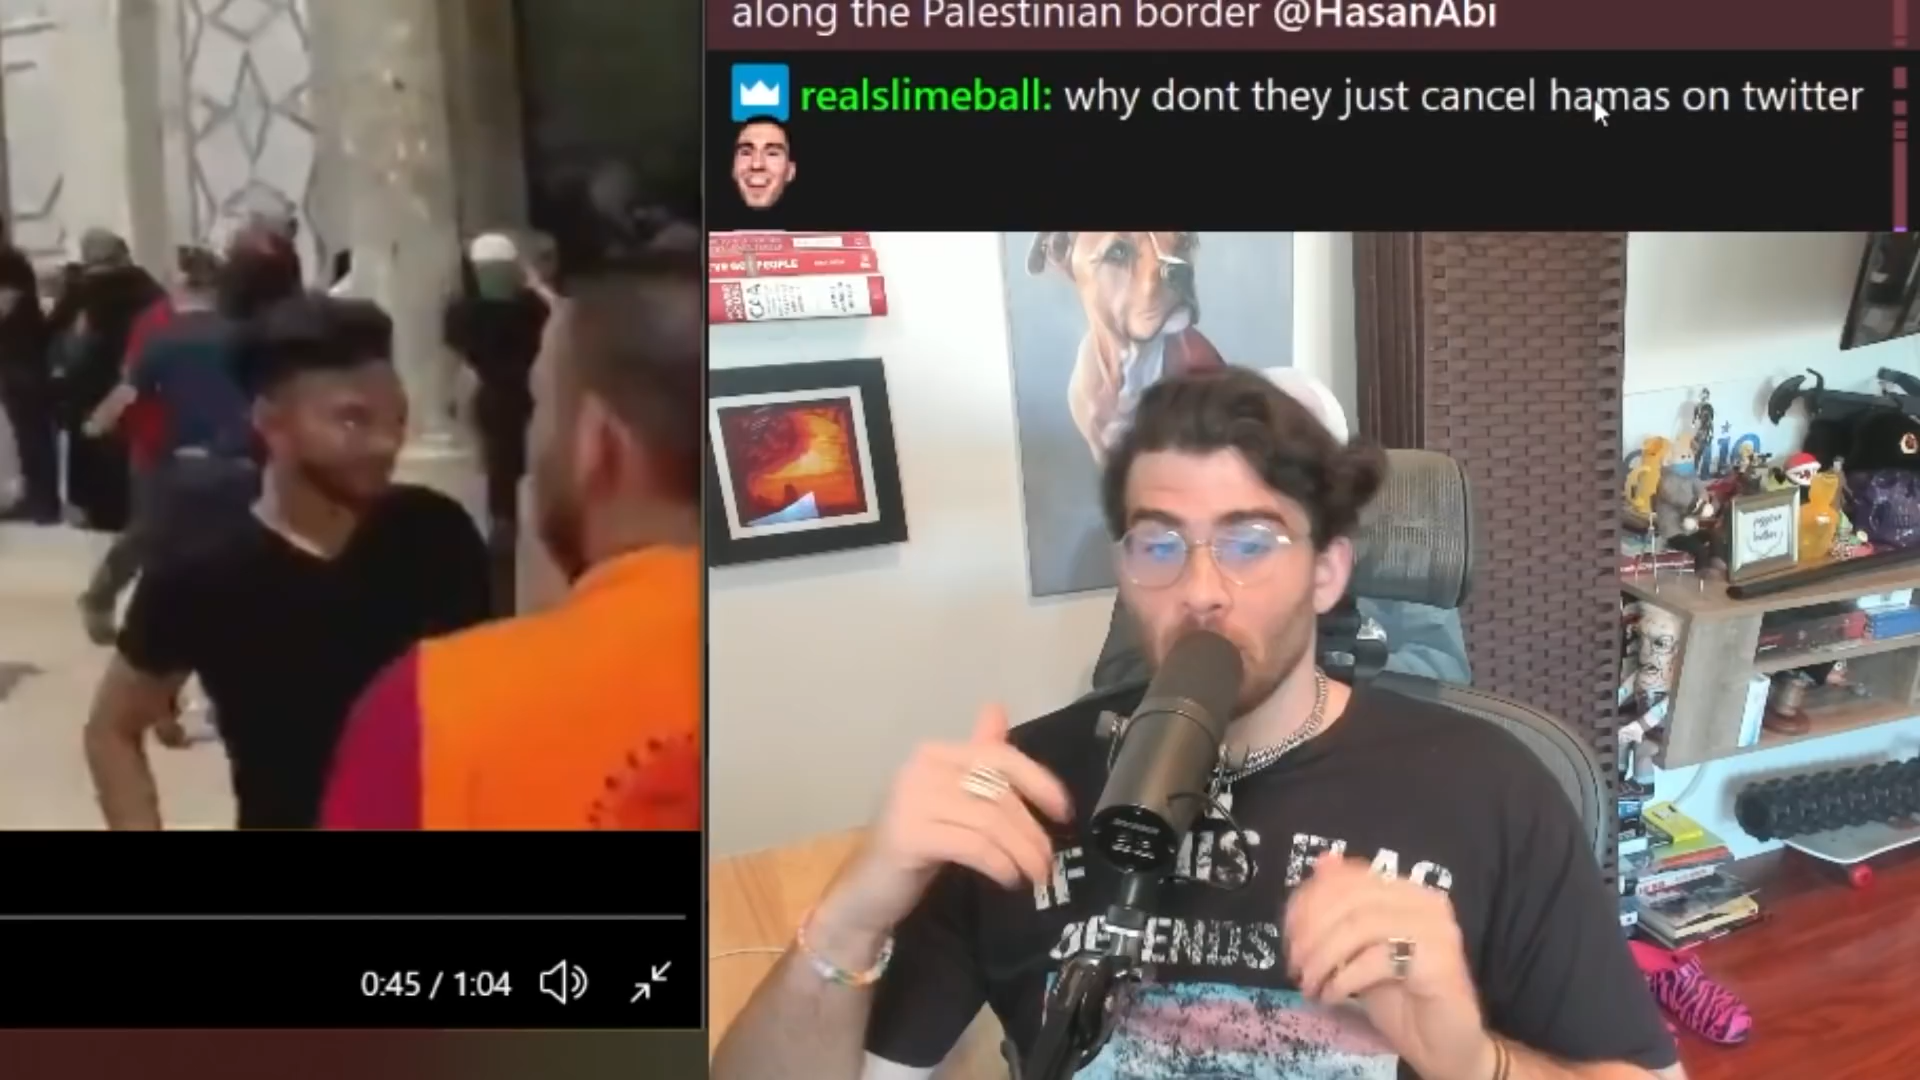 along the Palestinian border @HasanAbi
realslimeball: why dont they just cancel hamas on twitter
PEOPLE
CAA
IF THIS FLAG
OFFENDS
0:45 / 1:04